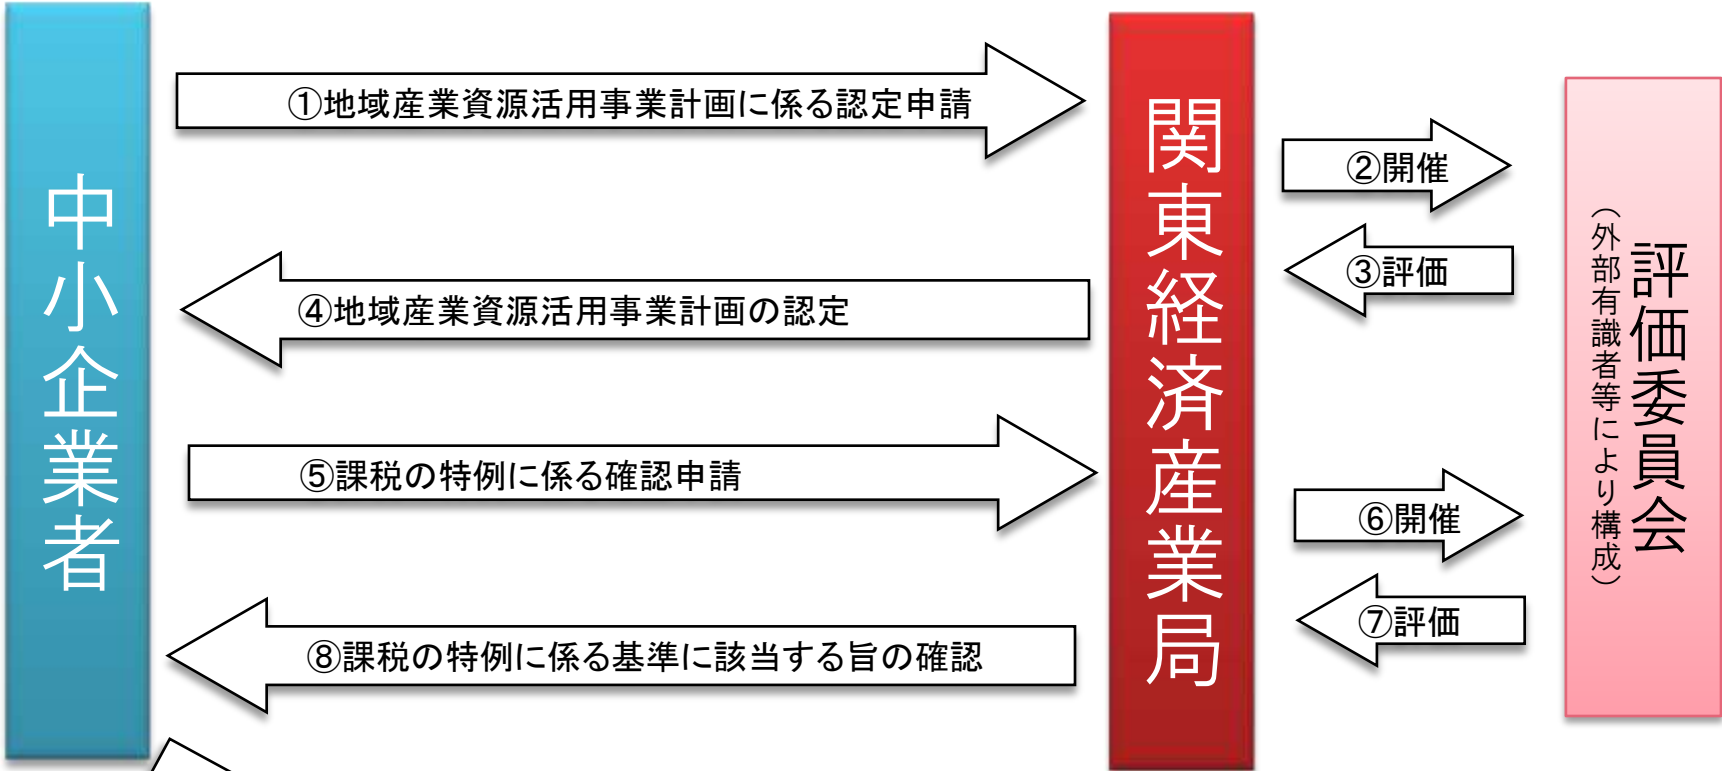 中小企業者
①地域産業資源活用事業計画に係る認定申請
④地域産業資源活用事業計画の認定
⑤課税の特例に係る確認申請
⑧課税の特例に係る基準に該当する旨の確認
関東経済産業局
②開催
③評価
⑥開催
⑦評価
評価委員会
（外部有識者等により構成）